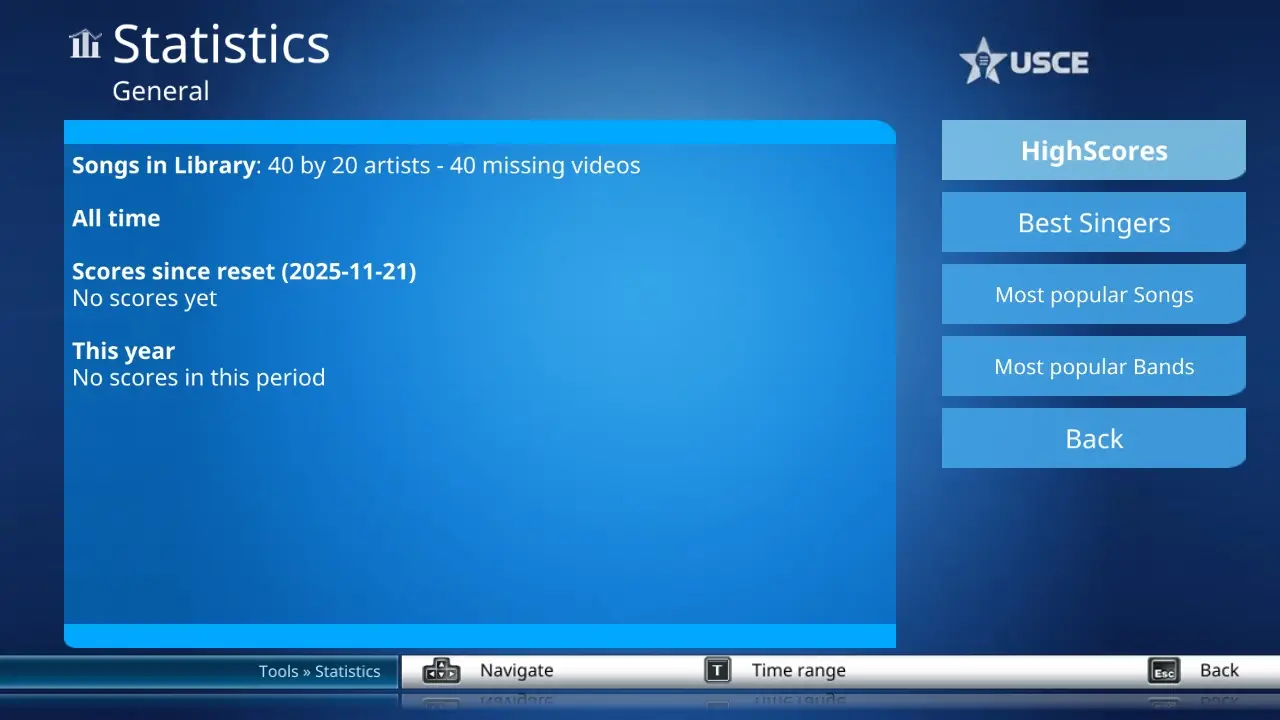 Statistics
General
USCE
Songs in Library: 40 by 20 artists - 40 missing videos
All time
Scores since reset (2025-11-21)
No scores yet
This year
No scores in this period
HighScores
Best Singers
Most popular Songs
Most popular Bands
Back
Tools » Statistics
Navigate
T Time range
Esc Back